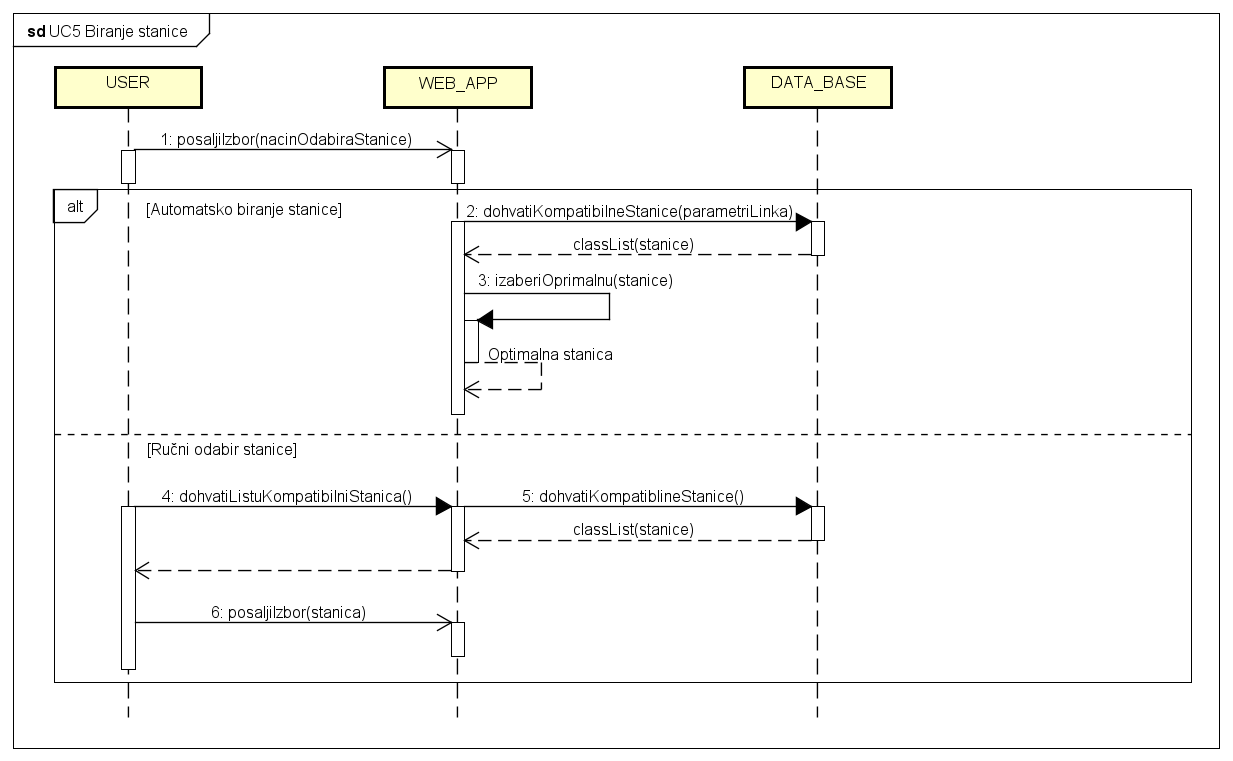 sd UC5 Biranje stanice
USER
WEB_APP
DATA_BASE
1: posaljiIzbor(nacinOdabiraStanice)
alt
[Automatsko biranje stanice]
2: dohvatiKompatibilneStanice(parametriLinka)
classList(stanice)
3: izaberiOprimalnu(stanice)
Optimalna stanica
[Ručni odabir stanice]
4: dohvatiListuKompatibilniStanica()
5: dohvatiKompatiblineStanice()
classList(stanice)
6: posaljiIzbor(stanica)